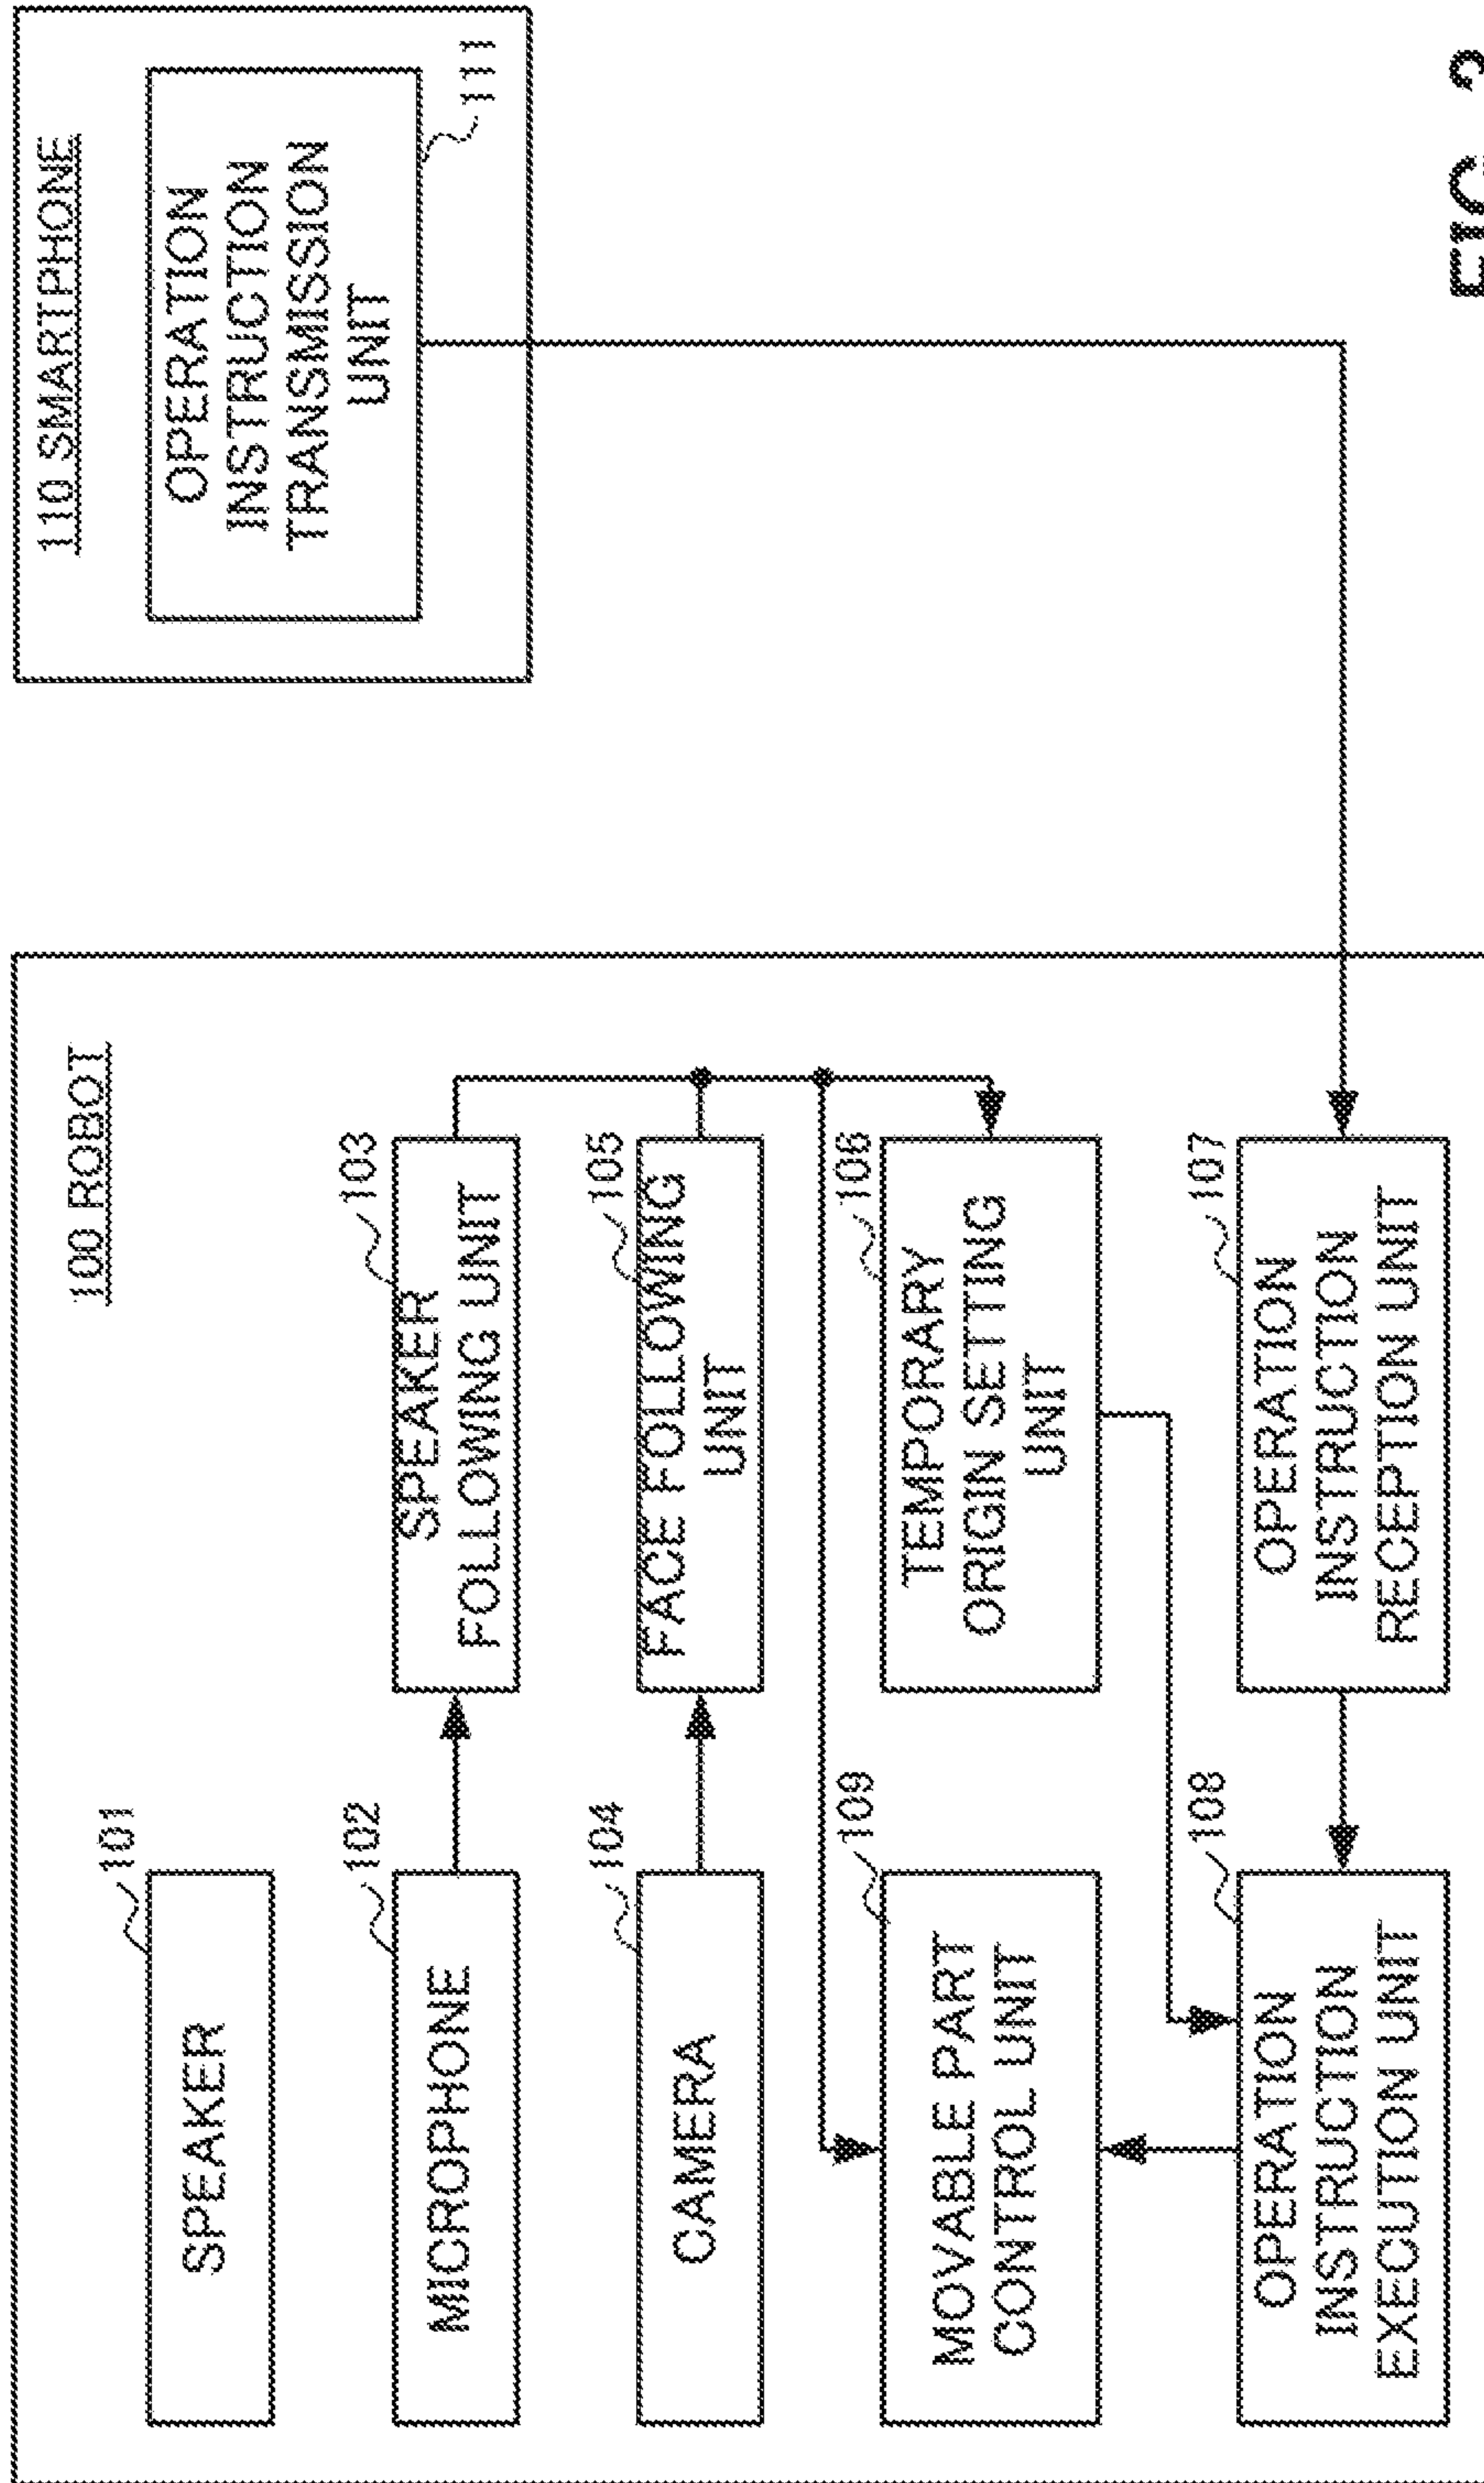 100 ROBOT
101
SPEAKER
102
MICROPHONE
103
SPEAKER
FOLLOWING UNIT
104
CAMERA
105
FACE FOLLOWING
UNIT
109
MOVABLE PART
CONTROL UNIT
106
TEMPORARY
ORIGIN SETTING
UNIT
108
OPERATION
INSTRUCTION
EXECUTION UNIT
107
OPERATION
INSTRUCTION
RECEPTION UNIT
110 SMARTPHONE
OPERATION
INSTRUCTION
TRANSMISSION
UNIT
111